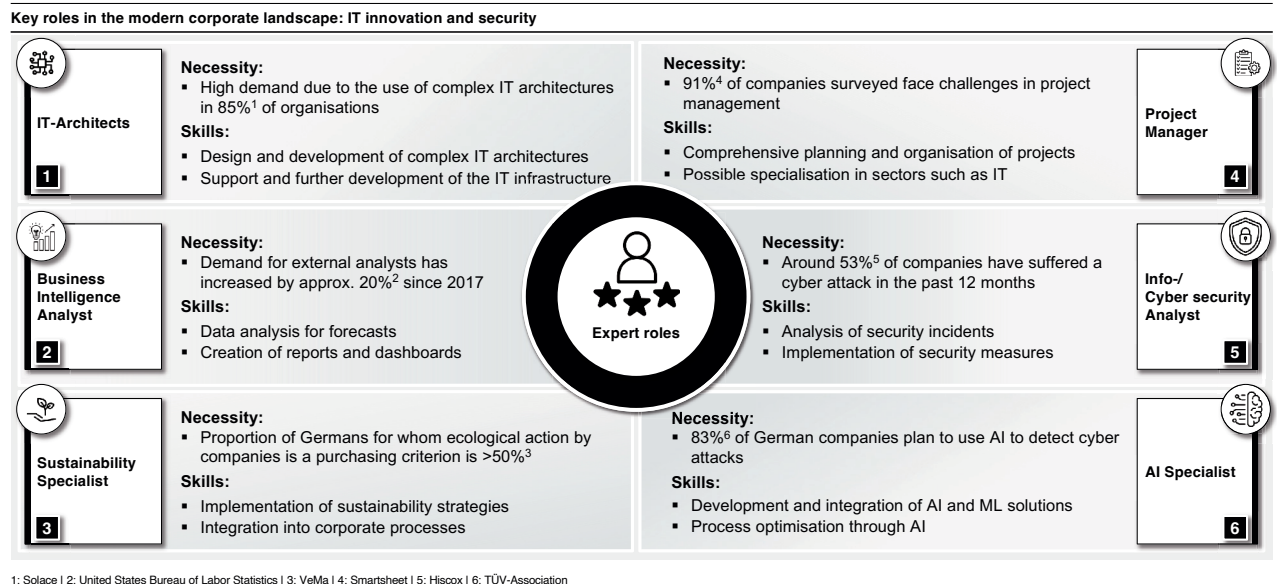 Key roles in the modern corporate landscape: IT innovation and security
IT-Architects
1
Necessity:
▪ High demand due to the use of complex IT architectures
in 85%¹ of organisations
Skills:
▪ Design and development of complex IT architectures
▪ Support and further development of the IT infrastructure
Business
Intelligence
Analyst
2
Necessity:
▪ Demand for external analysts has
increased by approx. 20%² since 2017
Skills:
▪ Data analysis for forecasts
▪ Creation of reports and dashboards
Sustainability
Specialist
3
Necessity:
▪ Proportion of Germans for whom ecological action by
companies is a purchasing criterion is >50%³
Skills:
▪ Implementation of sustainability strategies
▪ Integration into corporate processes
Expert roles
Necessity:
▪ 91%⁴ of companies surveyed face challenges in project
management
Skills:
▪ Comprehensive planning and organisation of projects
▪ Possible specialisation in sectors such as IT
Project
Manager
4
Necessity:
▪ Around 53%⁵ of companies have suffered a
cyber attack in the past 12 months
Skills:
▪ Analysis of security incidents
▪ Implementation of security measures
Info-/
Cyber security
Analyst
5
Necessity:
▪ 83%⁶ of German companies plan to use AI to detect cyber
attacks
Skills:
▪ Development and integration of AI and ML solutions
▪ Process optimisation through AI
AI Specialist
6
1: Solace | 2: United States Bureau of Labor Statistics | 3: VeMa | 4: Smartsheet | 5: Hiscox | 6: TÜV-Association